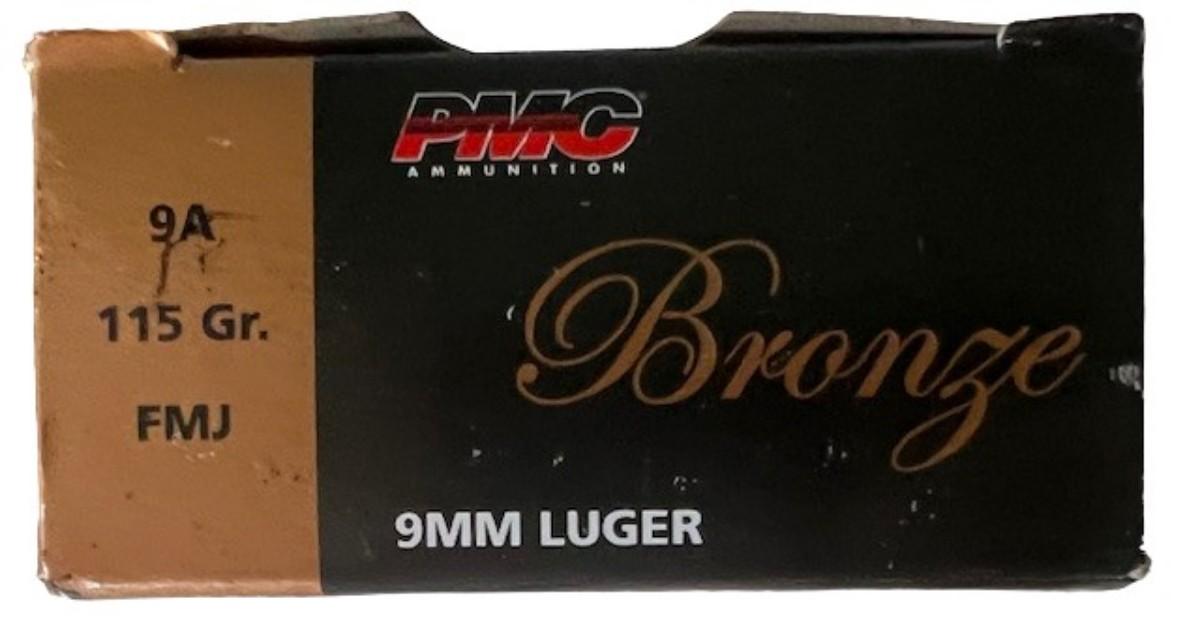 9A
115 Gr.
FMJ
PMC
AMMUNITION
Bronze
9MM LUGER